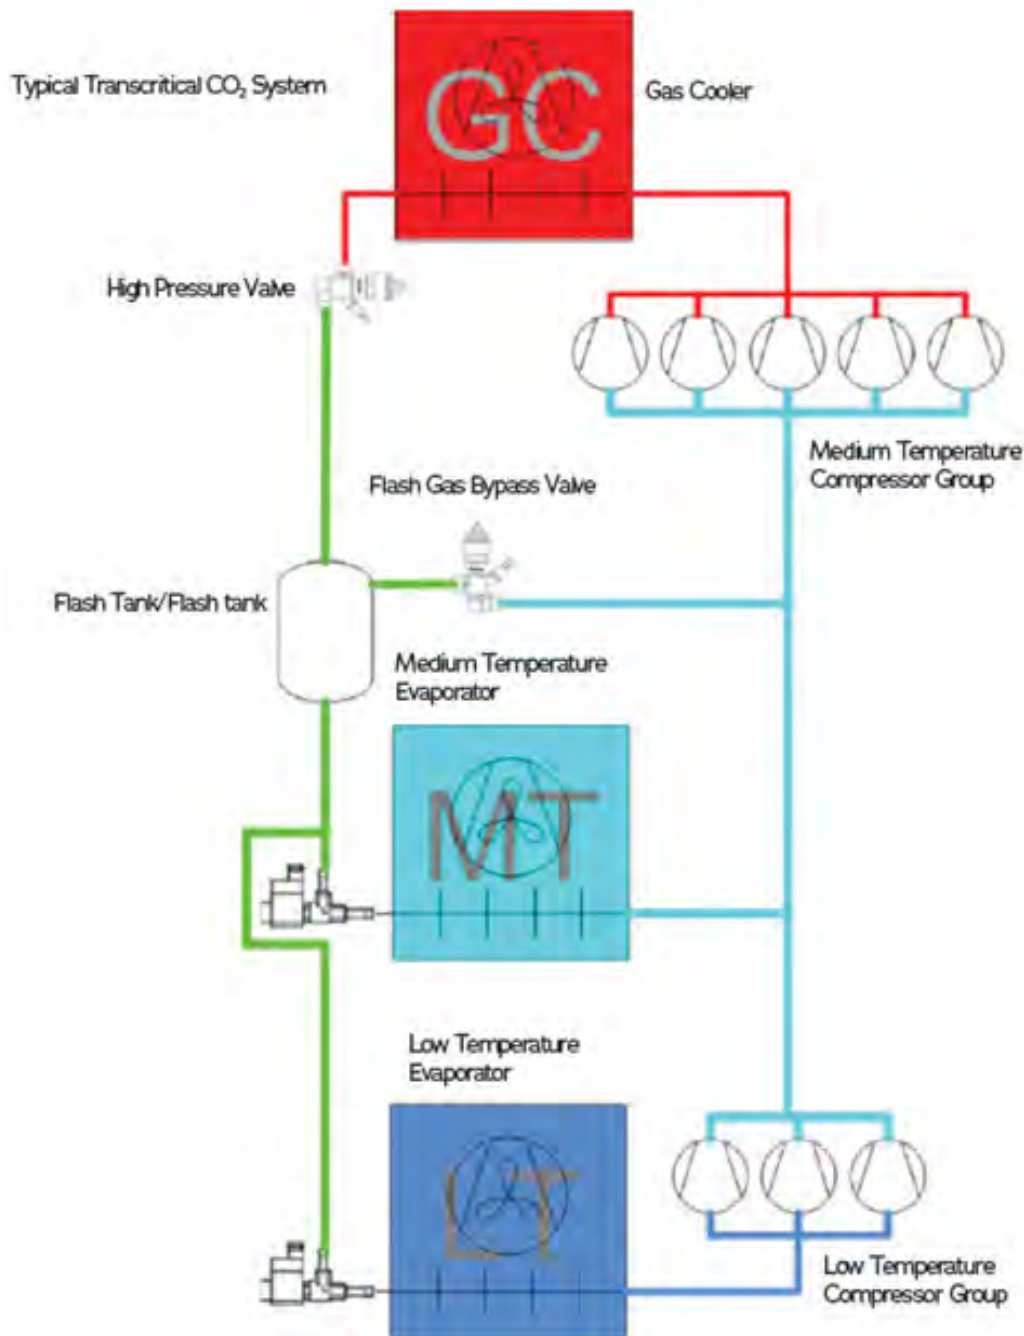 Typical Transcritical CO₂ System
GC
Gas Cooler
High Pressure Valve
Medium Temperature
Compressor Group
Flash Gas Bypass Valve
Flash Tank/Flash tank
Medium Temperature
Evaporator
MT
Low Temperature
Evaporator
LT
Low Temperature
Compressor Group